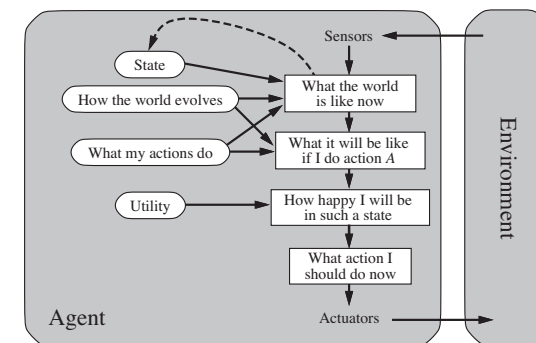 Sensors
State
What the world
is like now
How the world evolves
What my actions do
What it will be like
if I do action A
Utility
How happy I will be
in such a state
What action I
should do now
Agent
Actuators
Environment